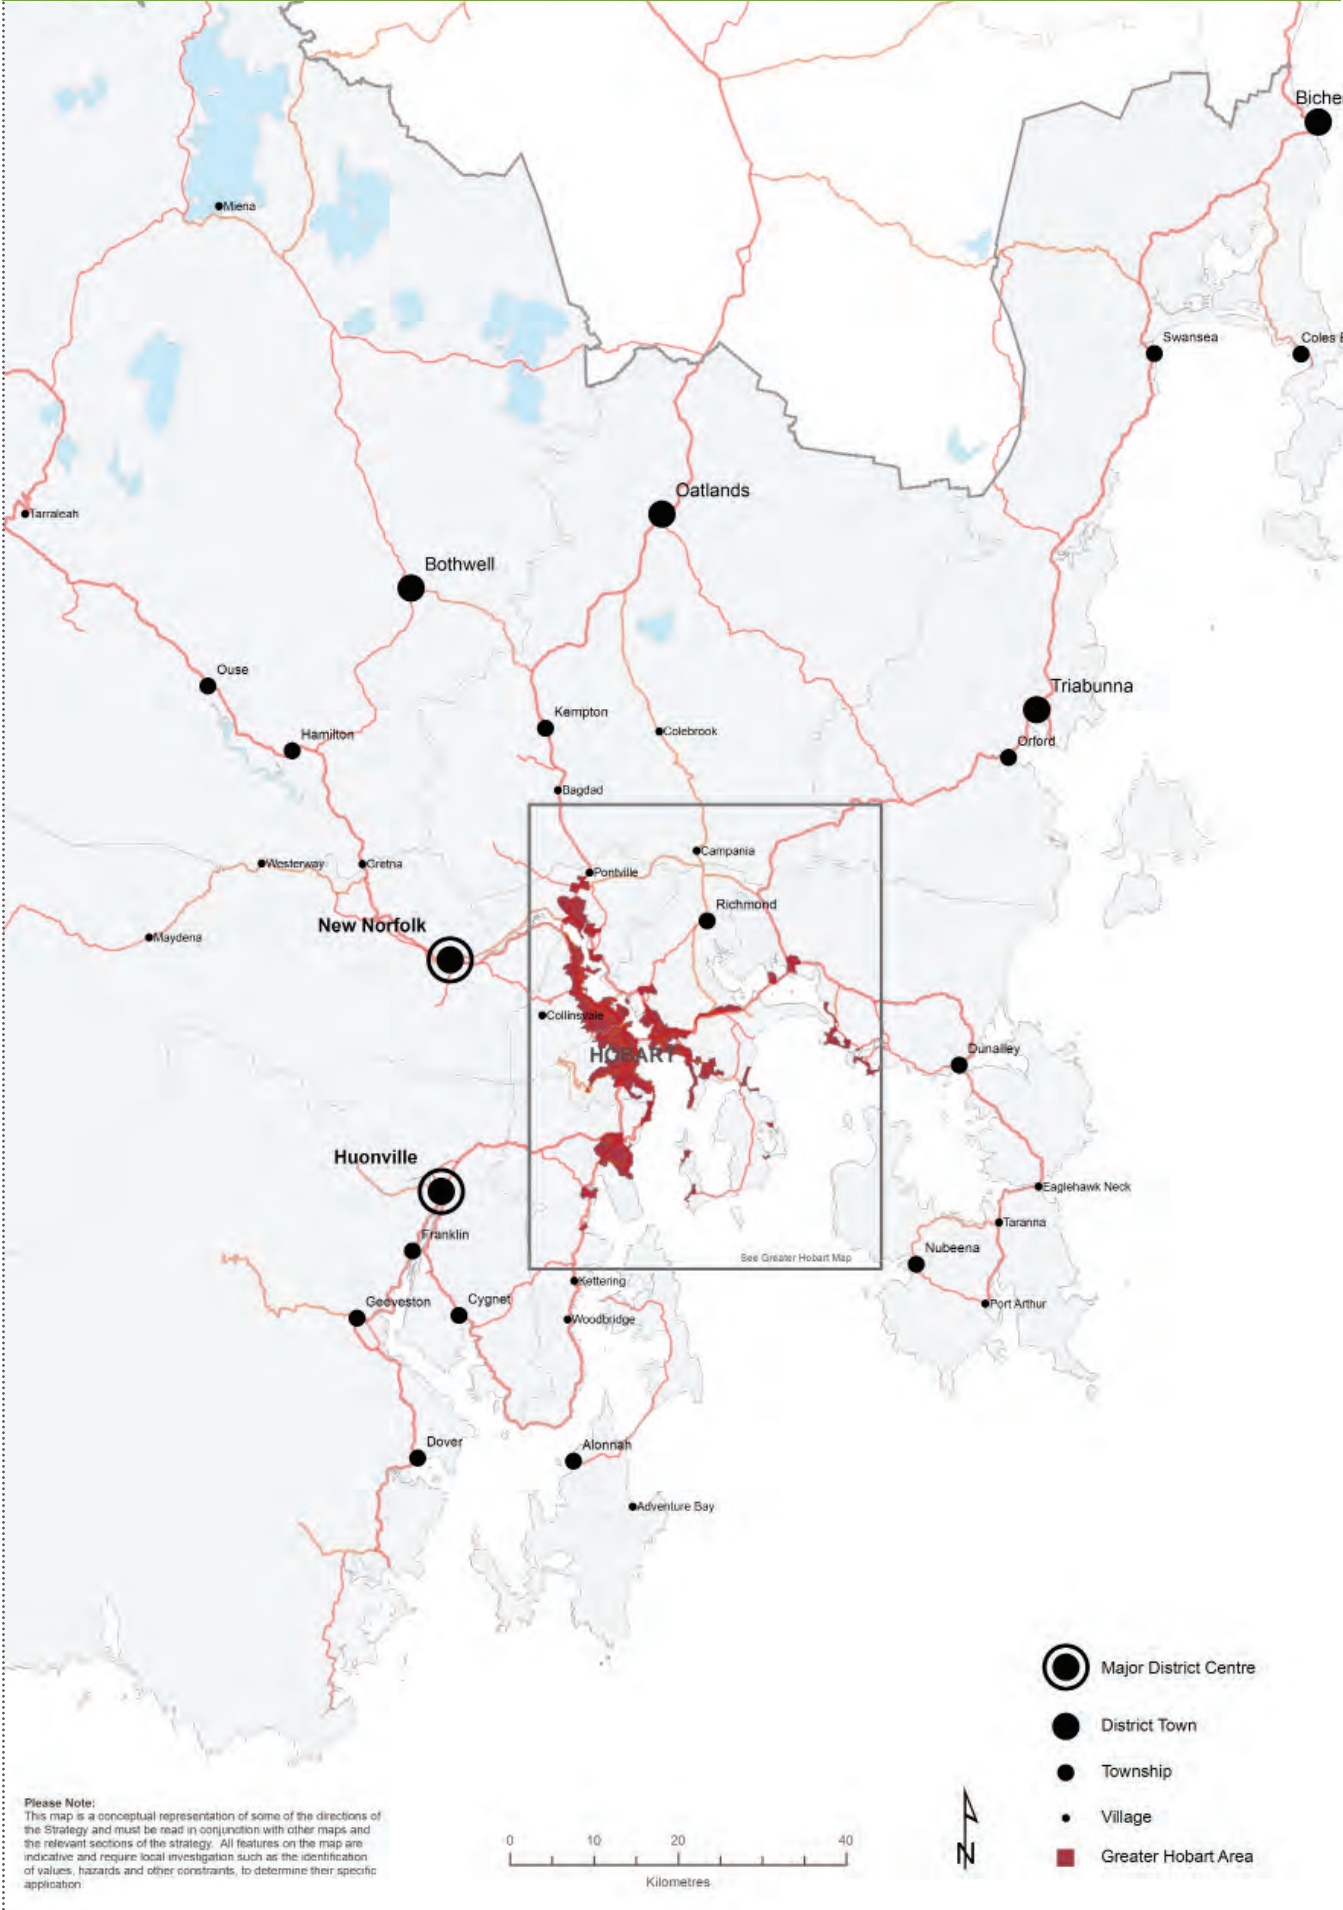 Biche
Miena
Swansea
Coles B
Oatlands
Tarraleah
Bothwell
Ouse
Triabunna
Kempton
Hamilton
Colebrook
Orford
Bagdad
Campania
Westerway
Gretna
Pontville
Richmond
New Norfolk
Maydena
Collinsvale
HOBART
Dunalley
Huonville
Eaglehawk Neck
Taranna
Franklin
Nubeena
See Greater Hobart Map
Kettering
Geeveston
Cygnet
Port Arthur
Woodbridge
Dover
Alonnah
Adventure Bay
Major District Centre
District Town
Township
Village
Greater Hobart Area
Please Note:
This map is a conceptual representation of some of the directions of
the Strategy and must be read in conjunction with other maps and
the relevant sections of the strategy. All features on the map are
indicative and require local investigation such as the identification
of values, hazards and other constraints, to determine their specific
application.
0 10 20 40
Kilometres
N